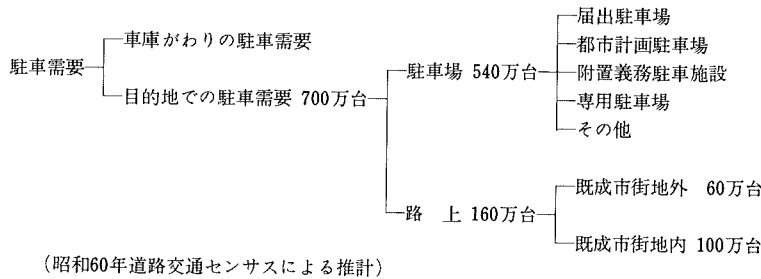 届出駐車場
車庫がわりの駐車需要
都市計画駐車場
駐車需要
駐車場 540万台
附置義務駐車施設
目的地での駐車需要 700万台
専用駐車場
その他
既成市街地外 60万台
路 上 160万台
既成市街地内 100万台
(昭和60年道路交通センサスによる推計)